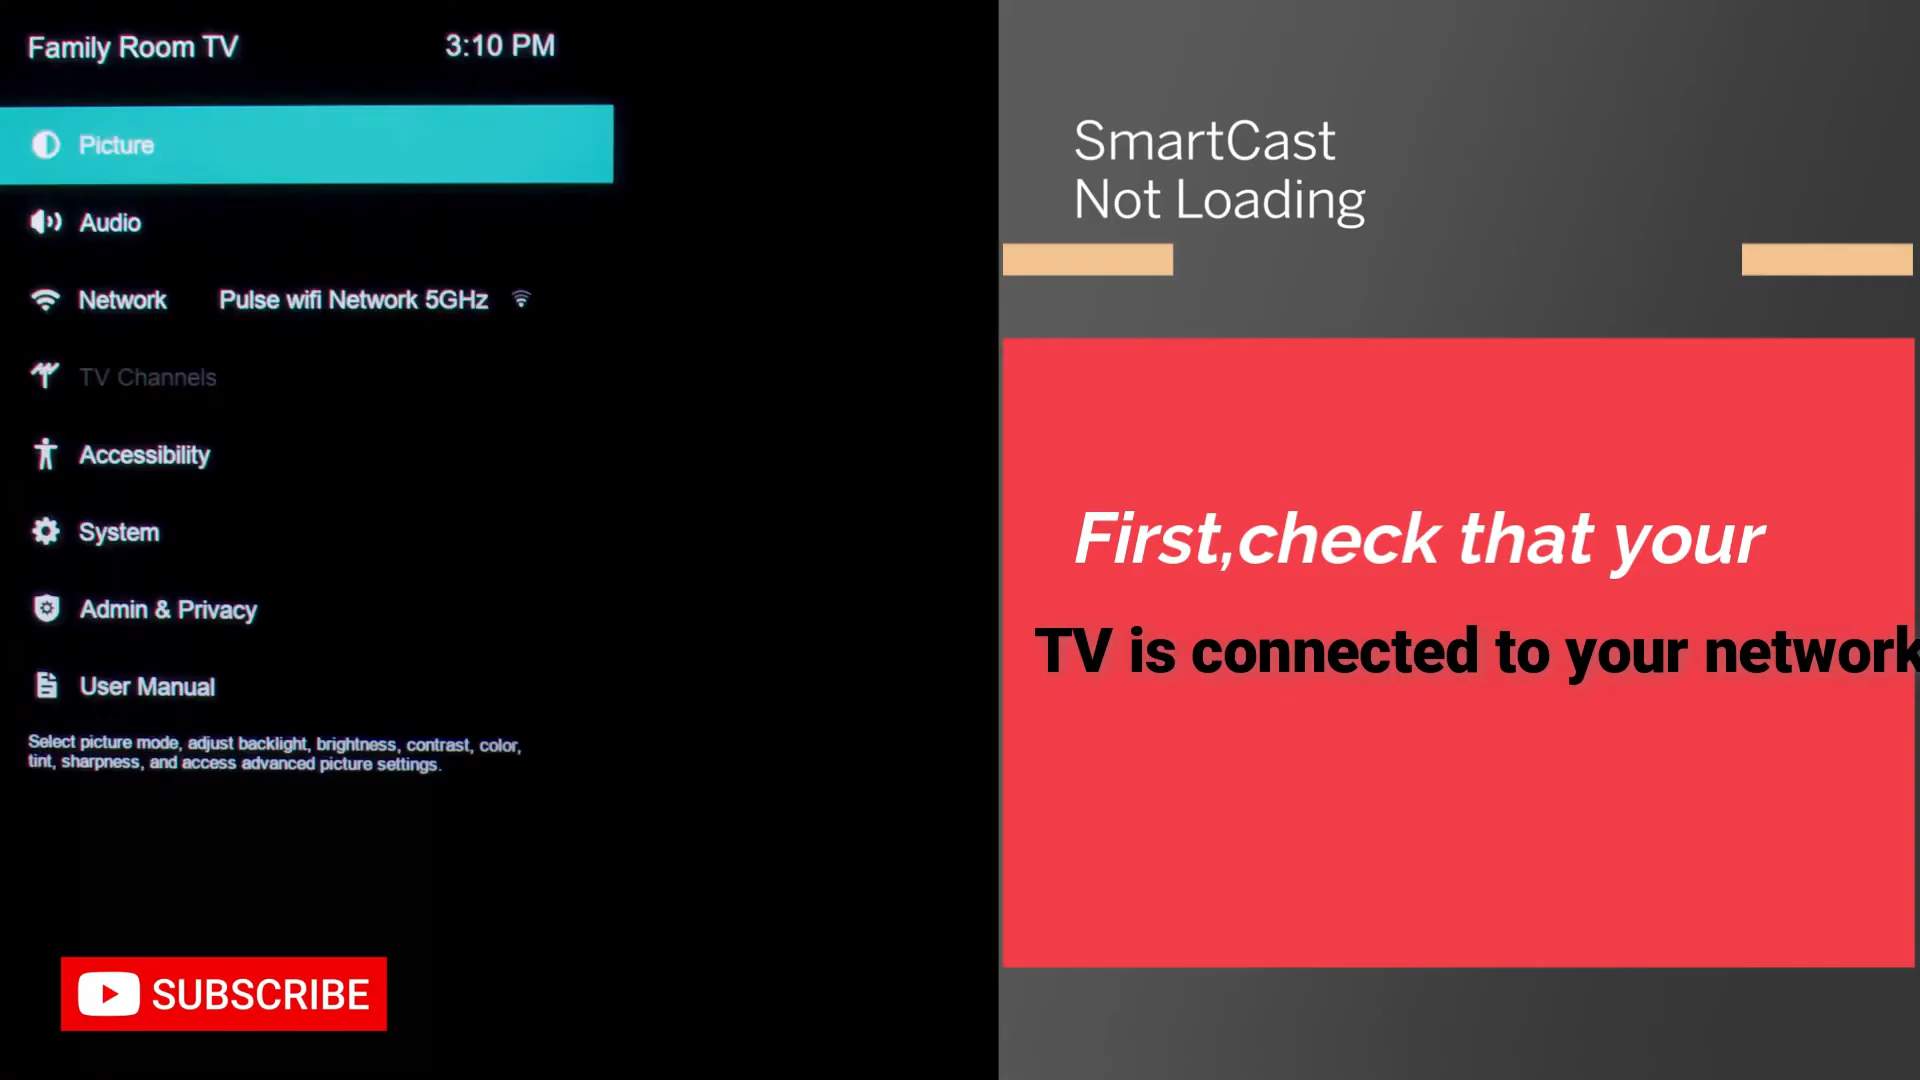 Family Room TV
3:10 PM
Picture
Audio
Network Pulse wifi Network 5GHz
TV Channels
Accessibility
System
Admin & Privacy
User Manual
Select picture mode, adjust backlight, brightness, contrast, color,
tint, sharpness, and access advanced picture settings.
SUBSCRIBE
SmartCast
Not Loading
First,check that your
TV is connected to your network